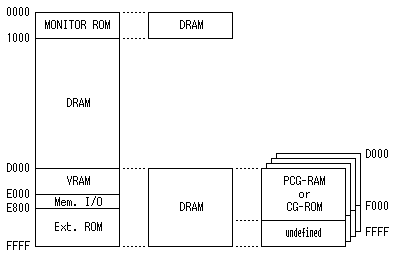 0000
MONITOR ROM
DRAM
1000
DRAM
D000
VRAM
E000
Mem. I/O
E800
Ext. ROM
FFFF
DRAM
D000
PCG-RAM
or
CG-ROM
F000
undefined
FFFF